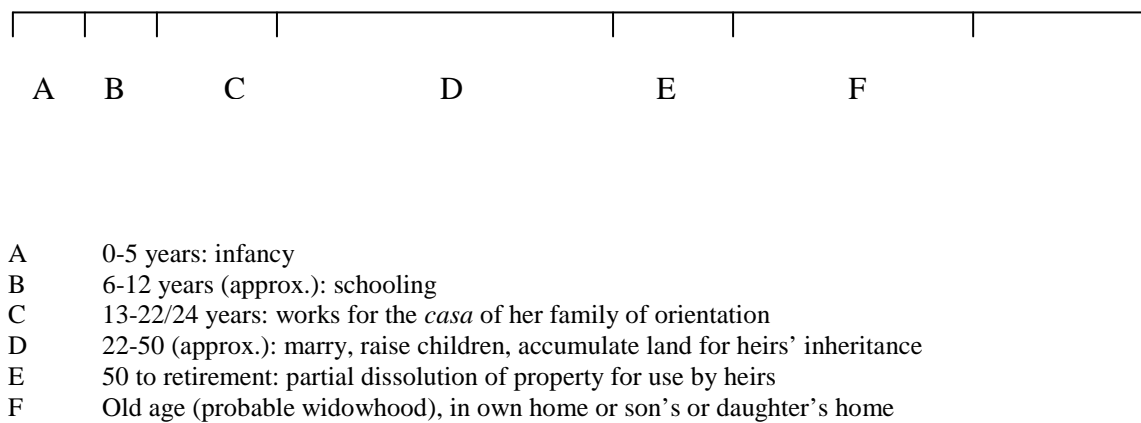 A B C D E F
A 0-5 years: infancy
B 6-12 years (approx.): schooling
C 13-22/24 years: works for the casa of her family of orientation
D 22-50 (approx.): marry, raise children, accumulate land for heirs’ inheritance
E 50 to retirement: partial dissolution of property for use by heirs
F Old age (probable widowhood), in own home or son’s or daughter’s home